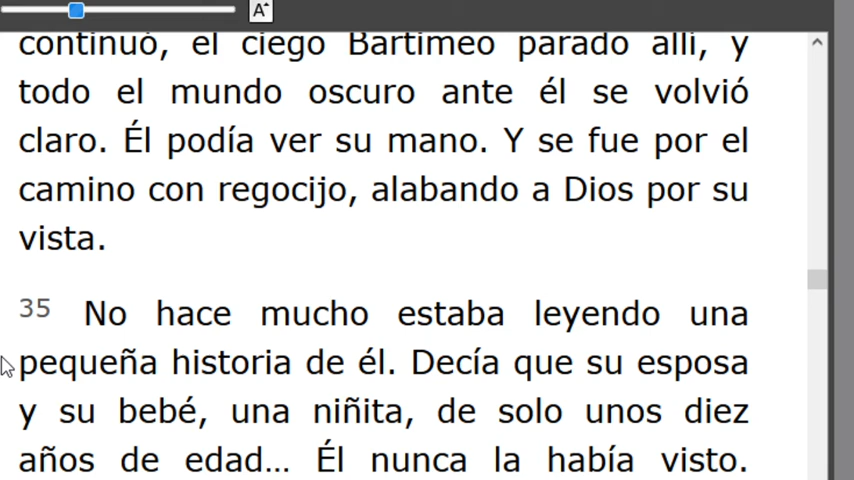 A
continuó, el ciego Bartimeo parado allí, y
todo el mundo oscuro ante él se volvió
claro. Él podía ver su mano. Y se fue por el
camino con regocijo, alabando a Dios por su
vista.
35 No hace mucho estaba leyendo una
pequeña historia de él. Decía que su esposa
y su bebé, una niñita, de solo unos diez
años de edad... Él nunca la había visto.